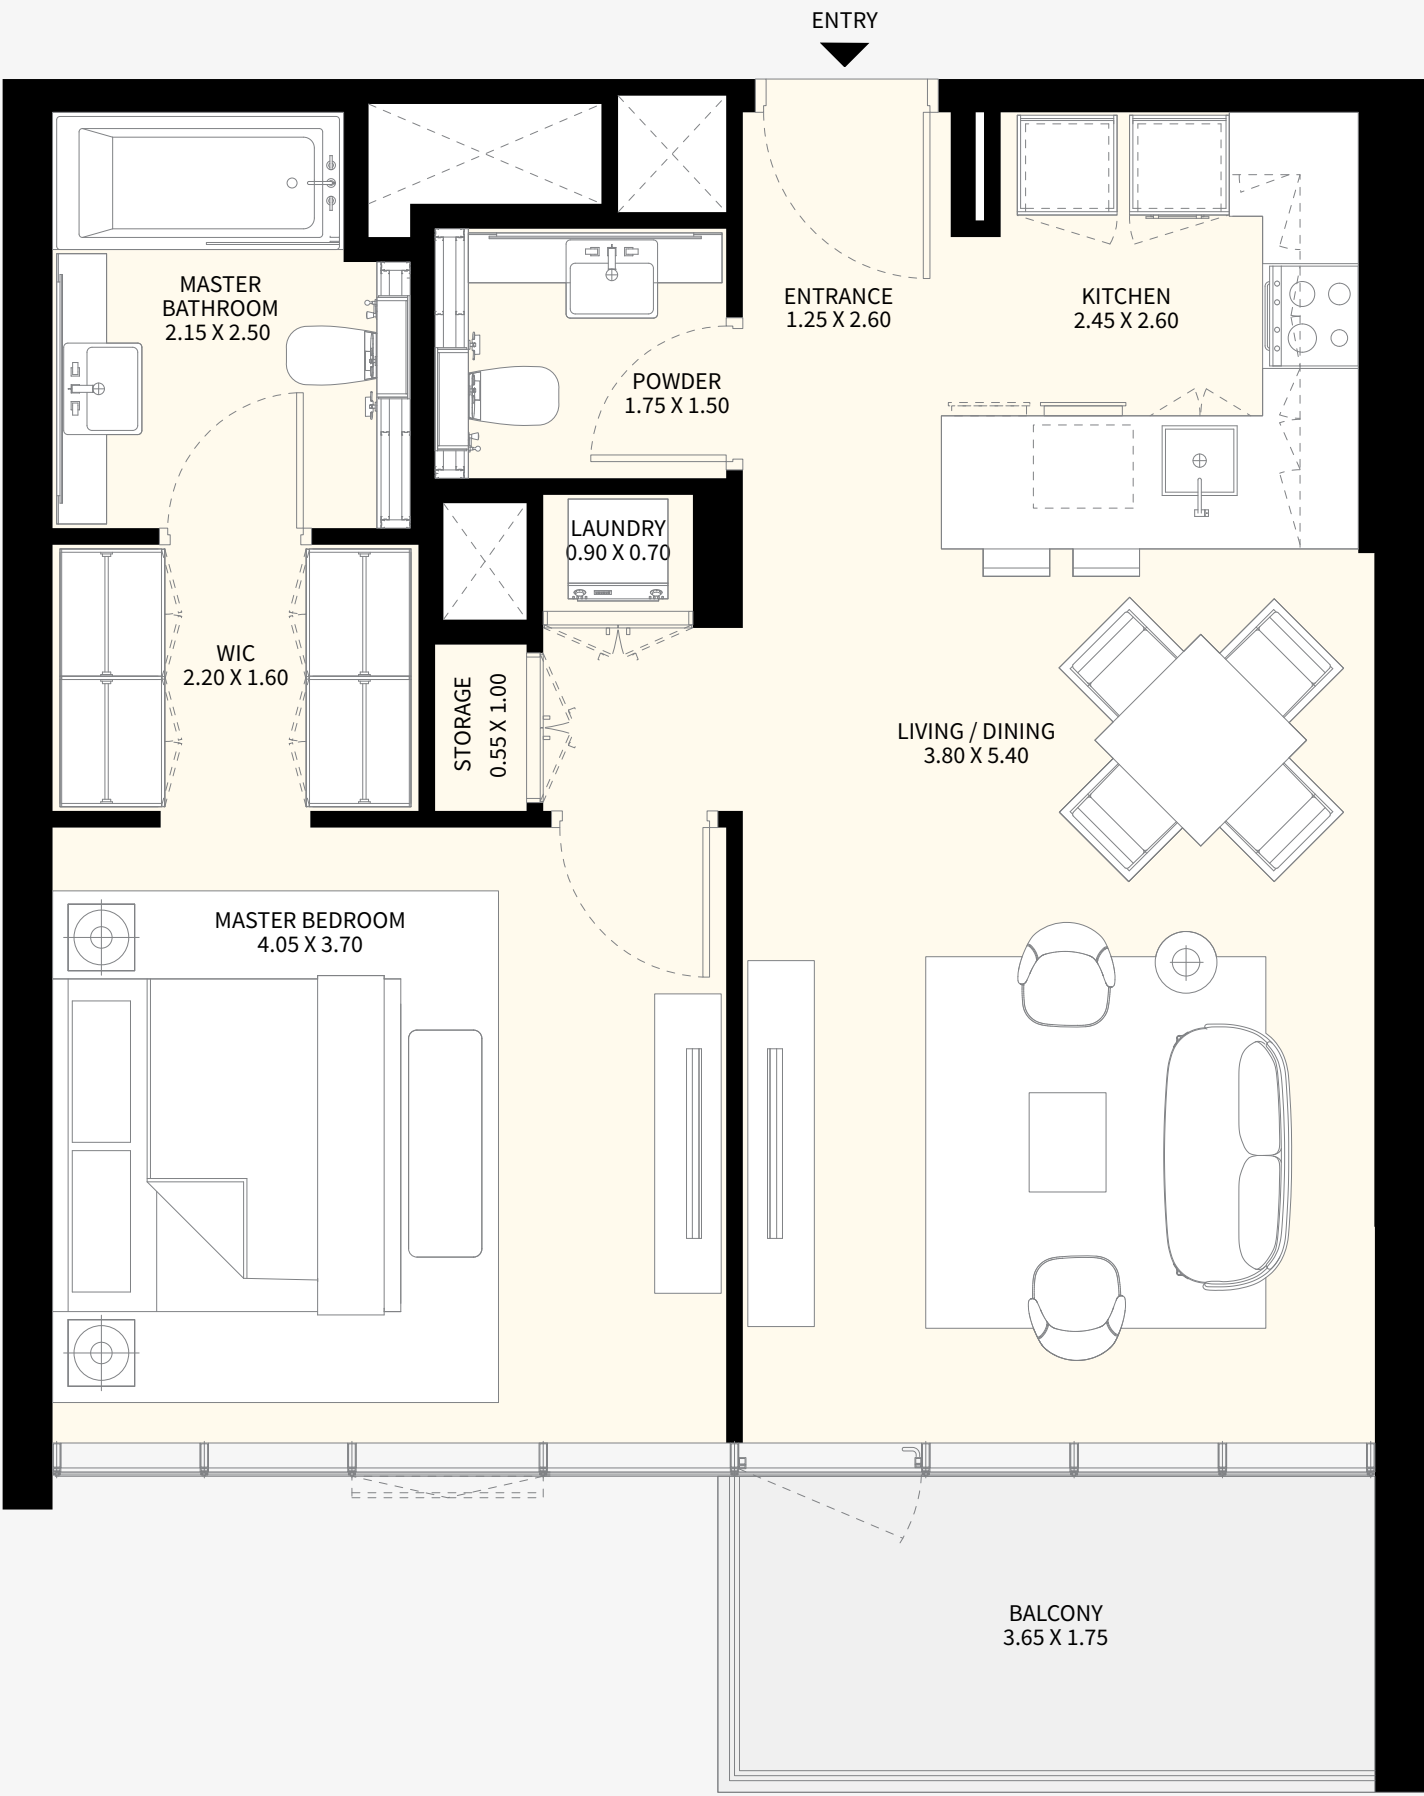 ENTRY
MASTER
BATHROOM
2.15 X 2.50
ENTRANCE
1.25 X 2.60
KITCHEN
2.45 X 2.60
POWDER
1.75 X 1.50
LAUNDRY
0.90 X 0.70
WIC
2.20 X 1.60
STORAGE
0.55 X 1.00
LIVING / DINING
3.80 X 5.40
MASTER BEDROOM
4.05 X 3.70
BALCONY
3.65 X 1.75